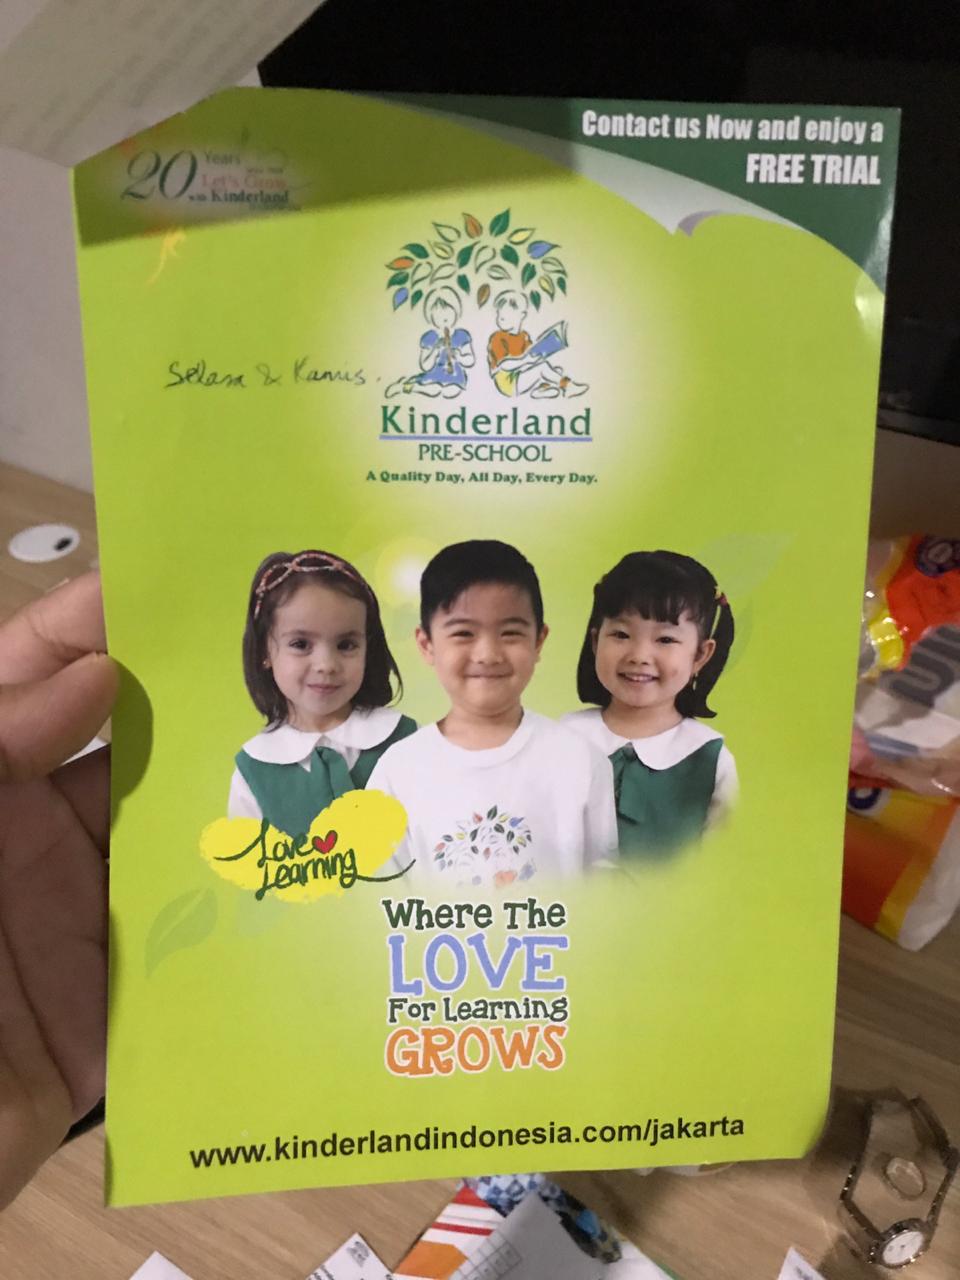 Contact us Now and enjoy a
FREE TRIAL
20 Years
Let's Grow
with Kinderland
Selasa & Kamis.
Kinderland
PRE-SCHOOL
A Quality Day, All Day, Every Day.
Love
Learning
Where The
LOVE
For Learning
GROWS
www.kinderlandindonesia.com/jakarta